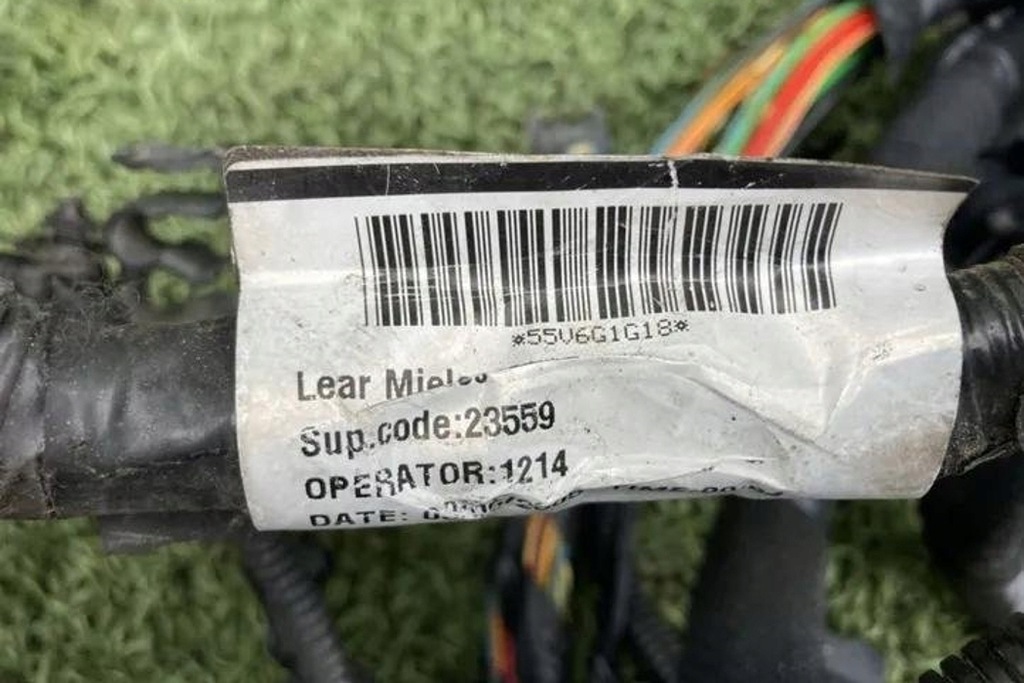 *55V6G1G18*
Lear
Sup.code:23559
OPERATOR:1214
DATE: